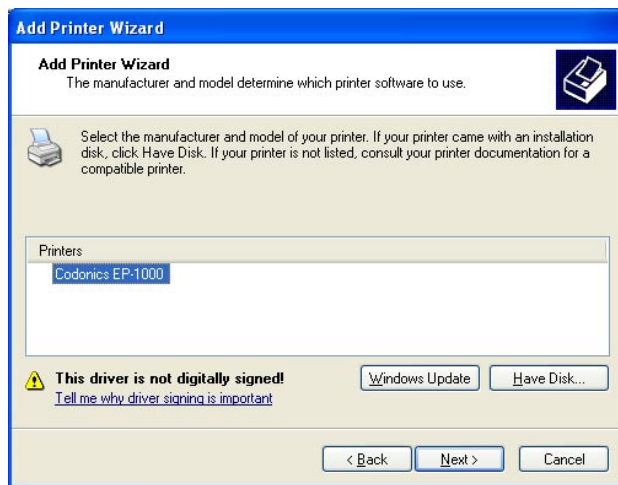 Add Printer Wizard
Add Printer Wizard
The manufacturer and model determine which printer software to use.
Select the manufacturer and model of your printer. If your printer came with an installation
disk, click Have Disk. If your printer is not listed, consult your printer documentation for a
compatible printer.
Printers
Codonics EP-1000
This driver is not digitally signed!
Tell me why driver signing is important
Windows Update
Have Disk...
< Back
Next >
Cancel